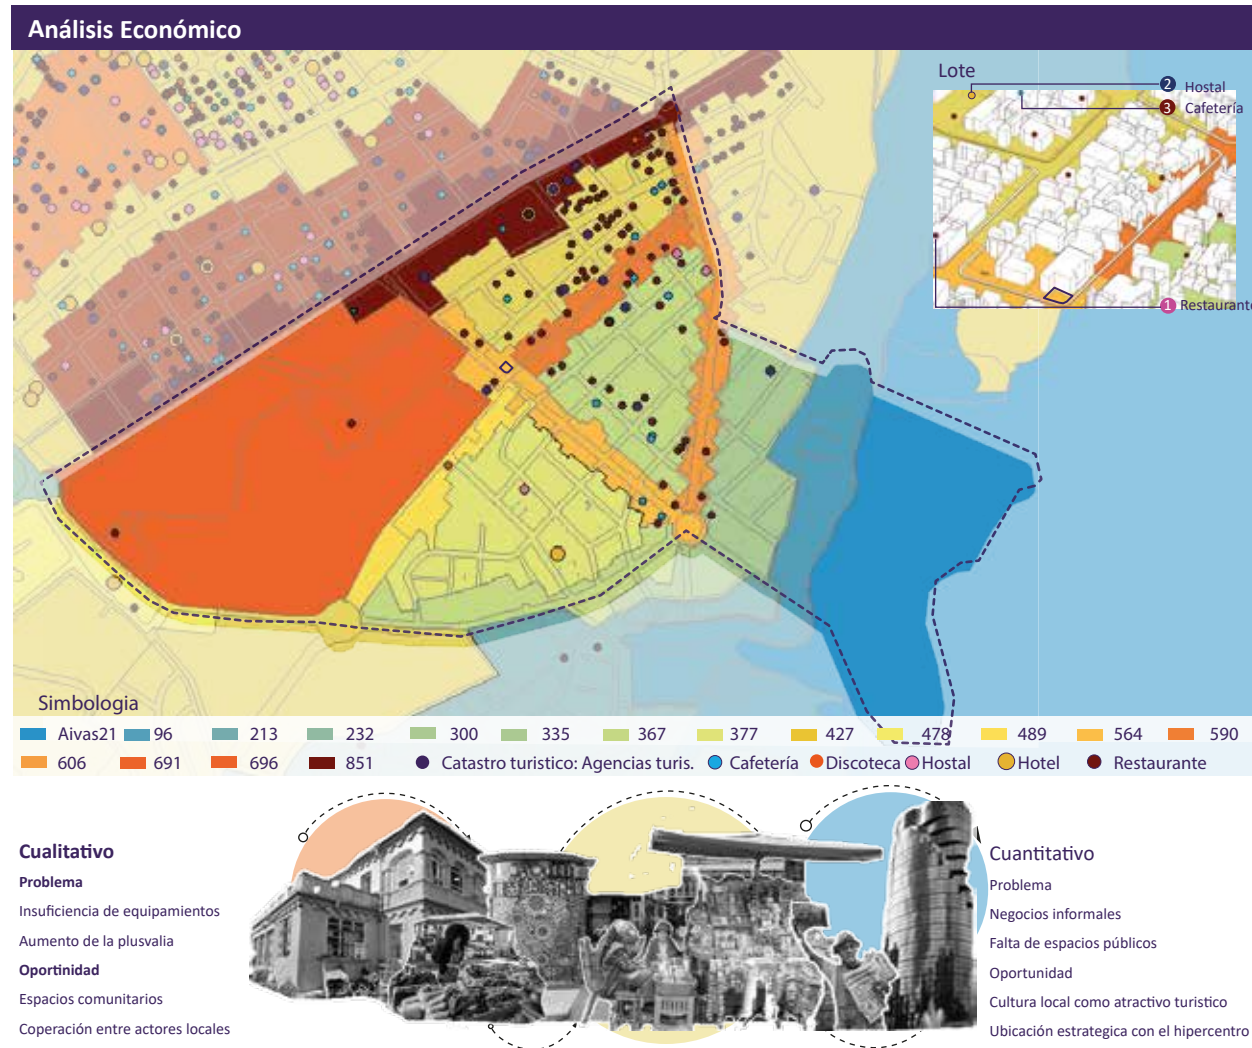 Análisis Económico
Lote
2 Hostal
3 Cafetería
1 Restaurante
Simbologia
Aivas21 96 213 232 300 335 367 377 427 478 489 564 590
606 691 696 851 Catastro turistico: Agencias turis. Cafetería Discoteca Hostal Hotel Restaurante
Cualitativo
Problema
Insuficiencia de equipamientos
Aumento de la plusvalia
Oportinidad
Espacios comunitarios
Coperación entre actores locales
Cuantitativo
Problema
Negocios informales
Falta de espacios públicos
Oportunidad
Cultura local como atractivo turistico
Ubicación estrategica con el hipercentro